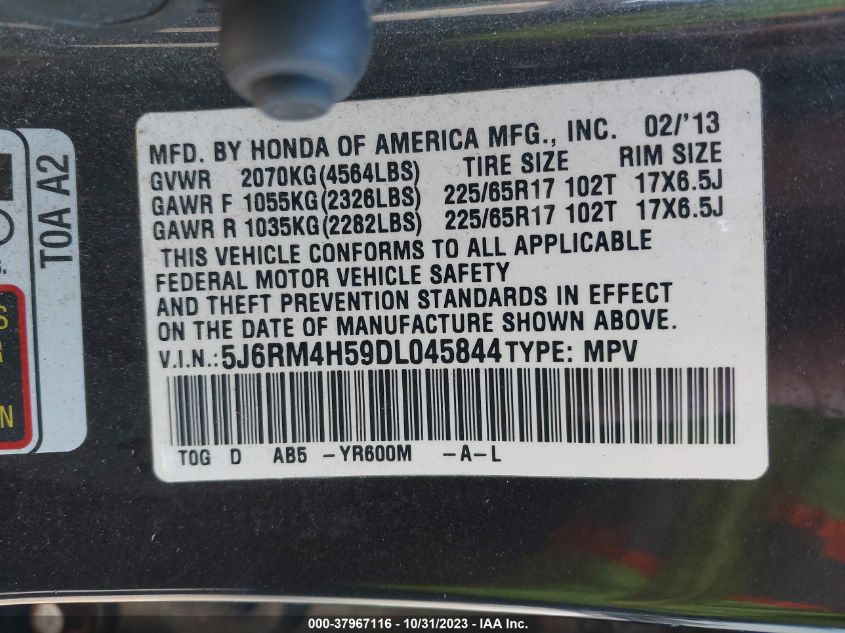 MFD. BY HONDA OF AMERICA MFG., INC. 02/'13
GVWR 2070KG(4564LBS) TIRE SIZE RIM SIZE
GAWR F 1055KG(2326LBS) 225/65R17 102T 17X6.5J
GAWR R 1035KG(2282LBS) 225/65R17 102T 17X6.5J
THIS VEHICLE CONFORMS TO ALL APPLICABLE
FEDERAL MOTOR VEHICLE SAFETY
AND THEFT PREVENTION STANDARDS IN EFFECT
ON THE DATE OF MANUFACTURE SHOWN ABOVE.
V.I.N.:5J6RM4H59DL045844 TYPE: MPV
TOG D AB5 -YR600M -A-L
TOA A2
S
R
N
000-37967116 - 10/31/2023 - © IAA, Inc.